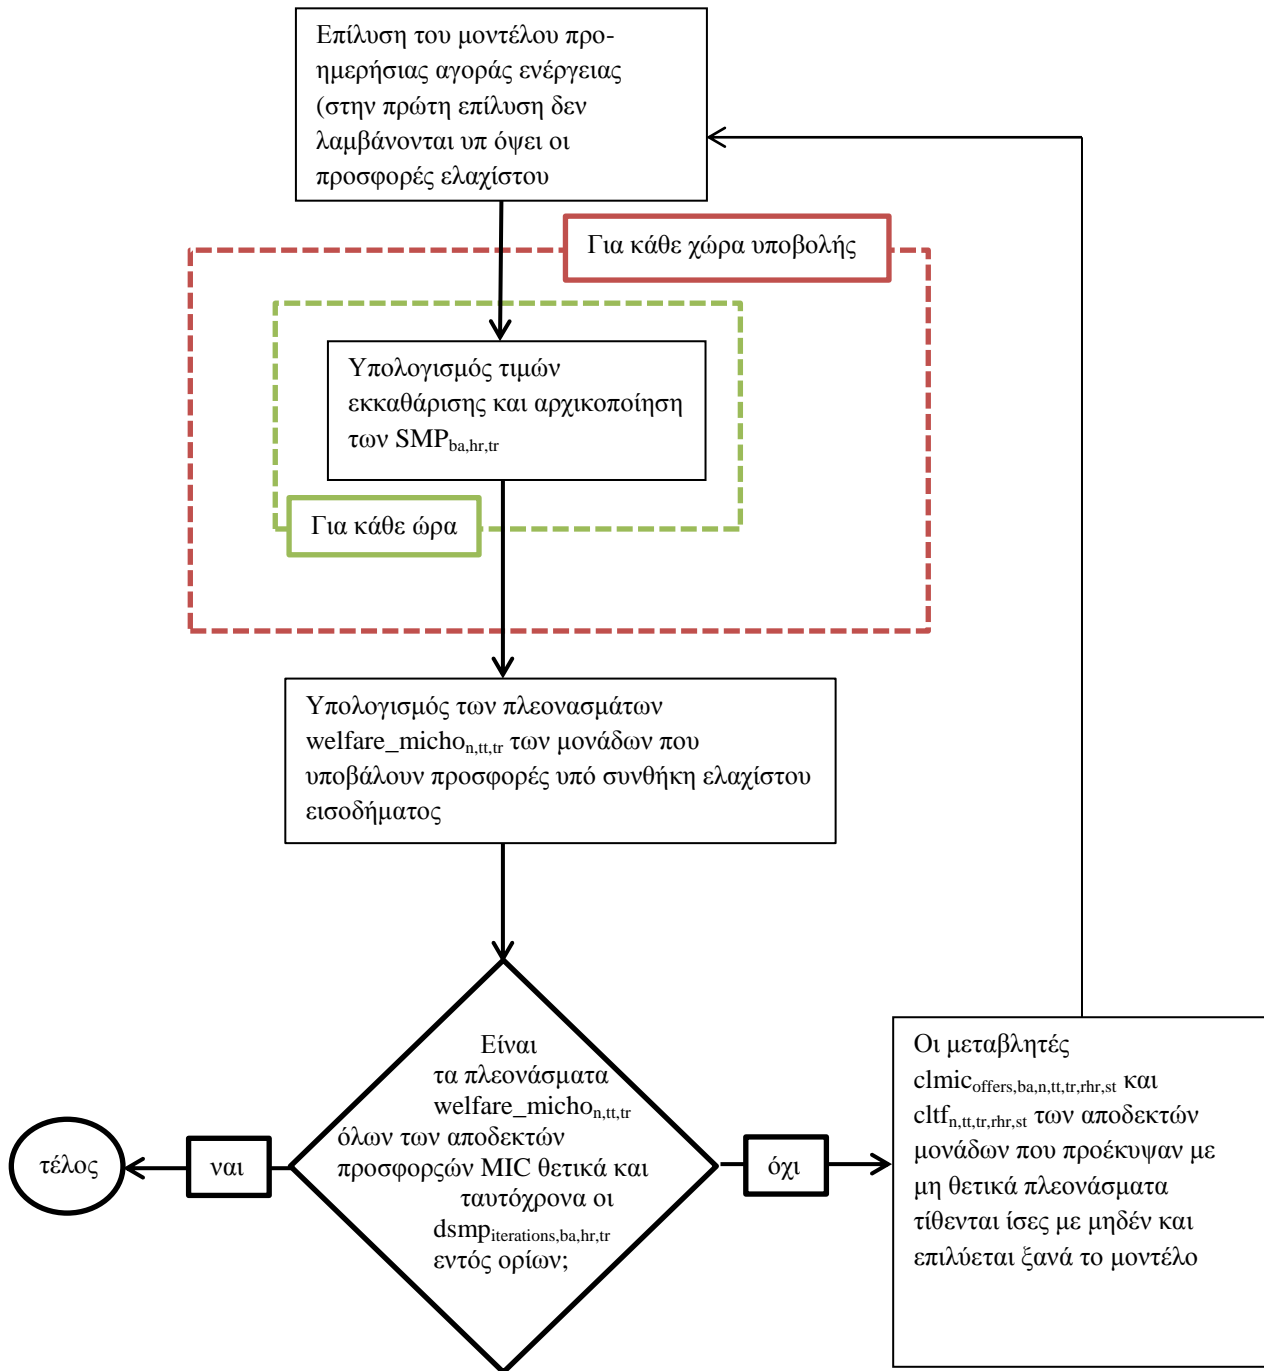 Επίλυση του μοντέλου προ-
ημερήσιας αγοράς ενέργειας
(στην πρώτη επίλυση δεν
λαμβάνονται υπ όψει οι
προσφορές ελαχίστου
Για κάθε χώρα υποβολής
Υπολογισμός τιμών
εκκαθάρισης και αρχικοποίηση
των SMPba,hr,tr
Για κάθε ώρα
Υπολογισμός των πλεονασμάτων
welfare_michon,tt,tr των μονάδων που
υποβάλουν προσφορές υπό συνθήκη ελαχίστου
εισοδήματος
Είναι
τα πλεονάσματα
welfare_michon,tt,tr
όλων των αποδεκτών
προσφορςών MIC θετικά και
ταυτόχρονα οι
dsmpiterations,ba,hr,tr
εντός ορίων;
τέλος
ναι
όχι
Οι μεταβλητές
clmicoffers,ba,n,tt,tr,rhr,st και
cltfn,tt,tr,rhr,st των αποδεκτών
μονάδων που προέκυψαν με
μη θετικά πλεονάσματα
τίθενται ίσες με μηδέν και
επιλύεται ξανά το μοντέλο